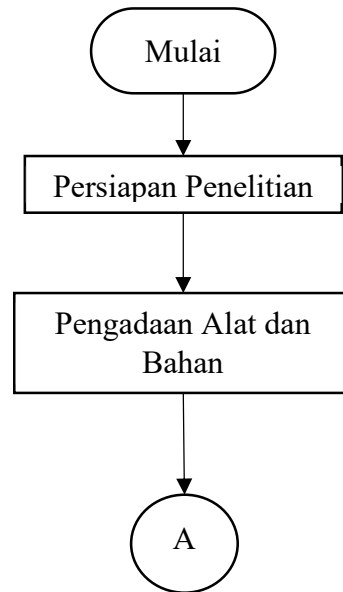 Mulai
Persiapan Penelitian
Pengadaan Alat dan
Bahan
A